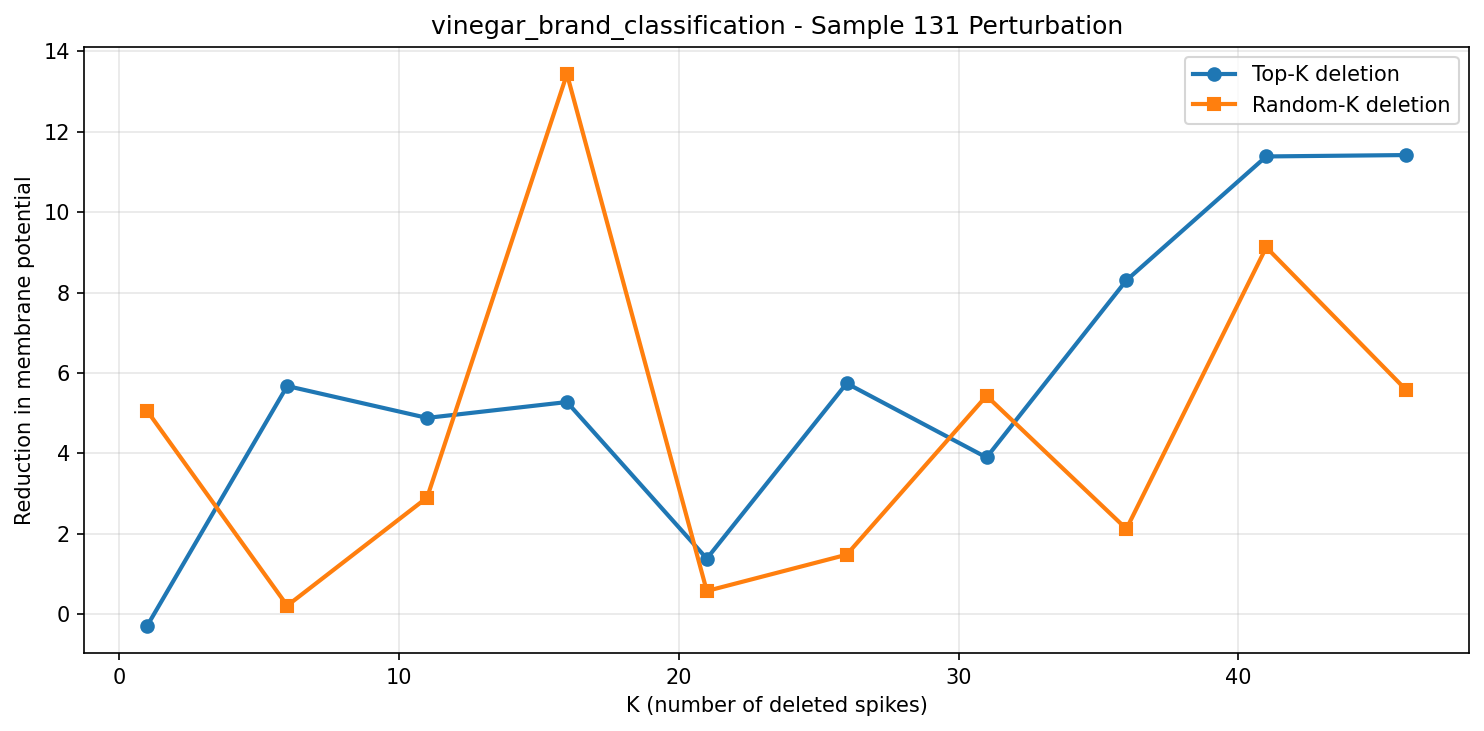 vinegar_brand_classification - Sample 131 Perturbation
Top-K deletion
Random-K deletion
Reduction in membrane potential
14
12
10
8
6
4
2
0
0 10 20 30 40
K (number of deleted spikes)